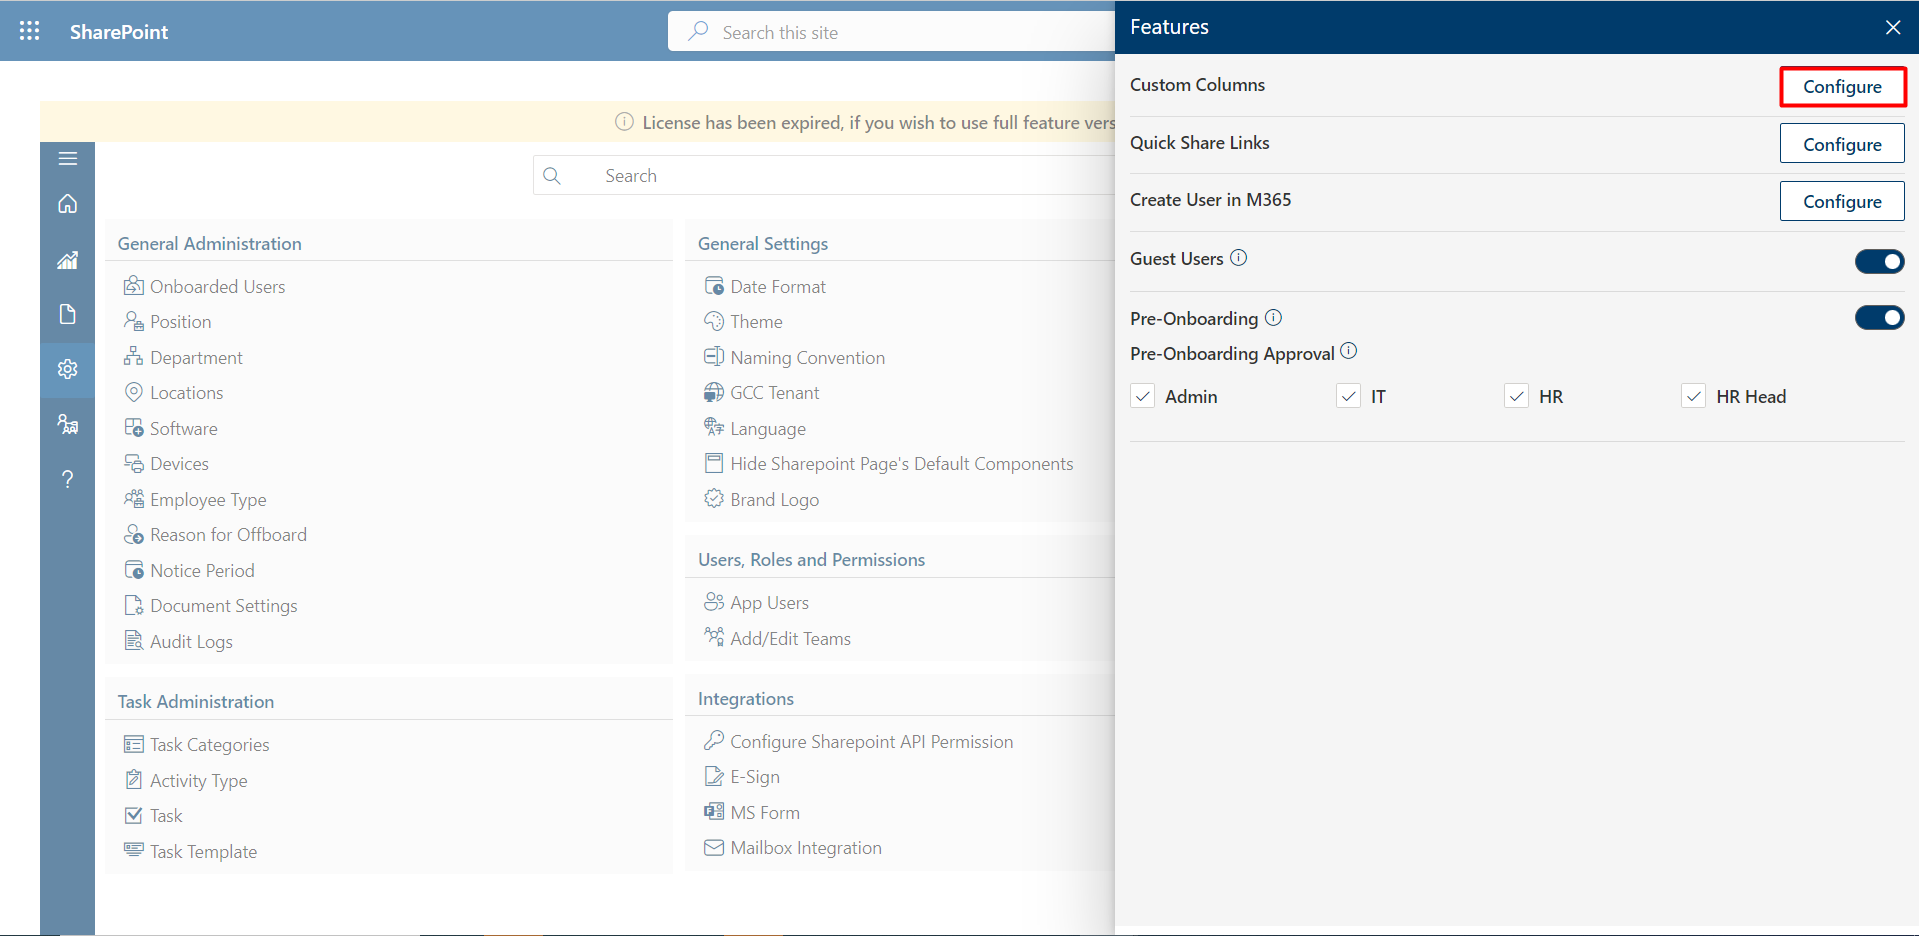 SharePoint
Search this site
License has been expired, if you wish to use full feature vers
Search
General Administration
Onboarded Users
Position
Department
Locations
Software
Devices
Employee Type
Reason for Offboard
Notice Period
Document Settings
Audit Logs
Task Administration
Task Categories
Activity Type
Task
Task Template
General Settings
Date Format
Theme
Naming Convention
GCC Tenant
Language
Hide Sharepoint Page's Default Components
Brand Logo
Users, Roles and Permissions
App Users
Add/Edit Teams
Integrations
Configure Sharepoint API Permission
E-Sign
MS Form
Mailbox Integration
Features
Custom Columns
Configure
Quick Share Links
Configure
Create User in M365
Configure
Guest Users
Pre-Onboarding
Pre-Onboarding Approval
Admin IT HR HR Head